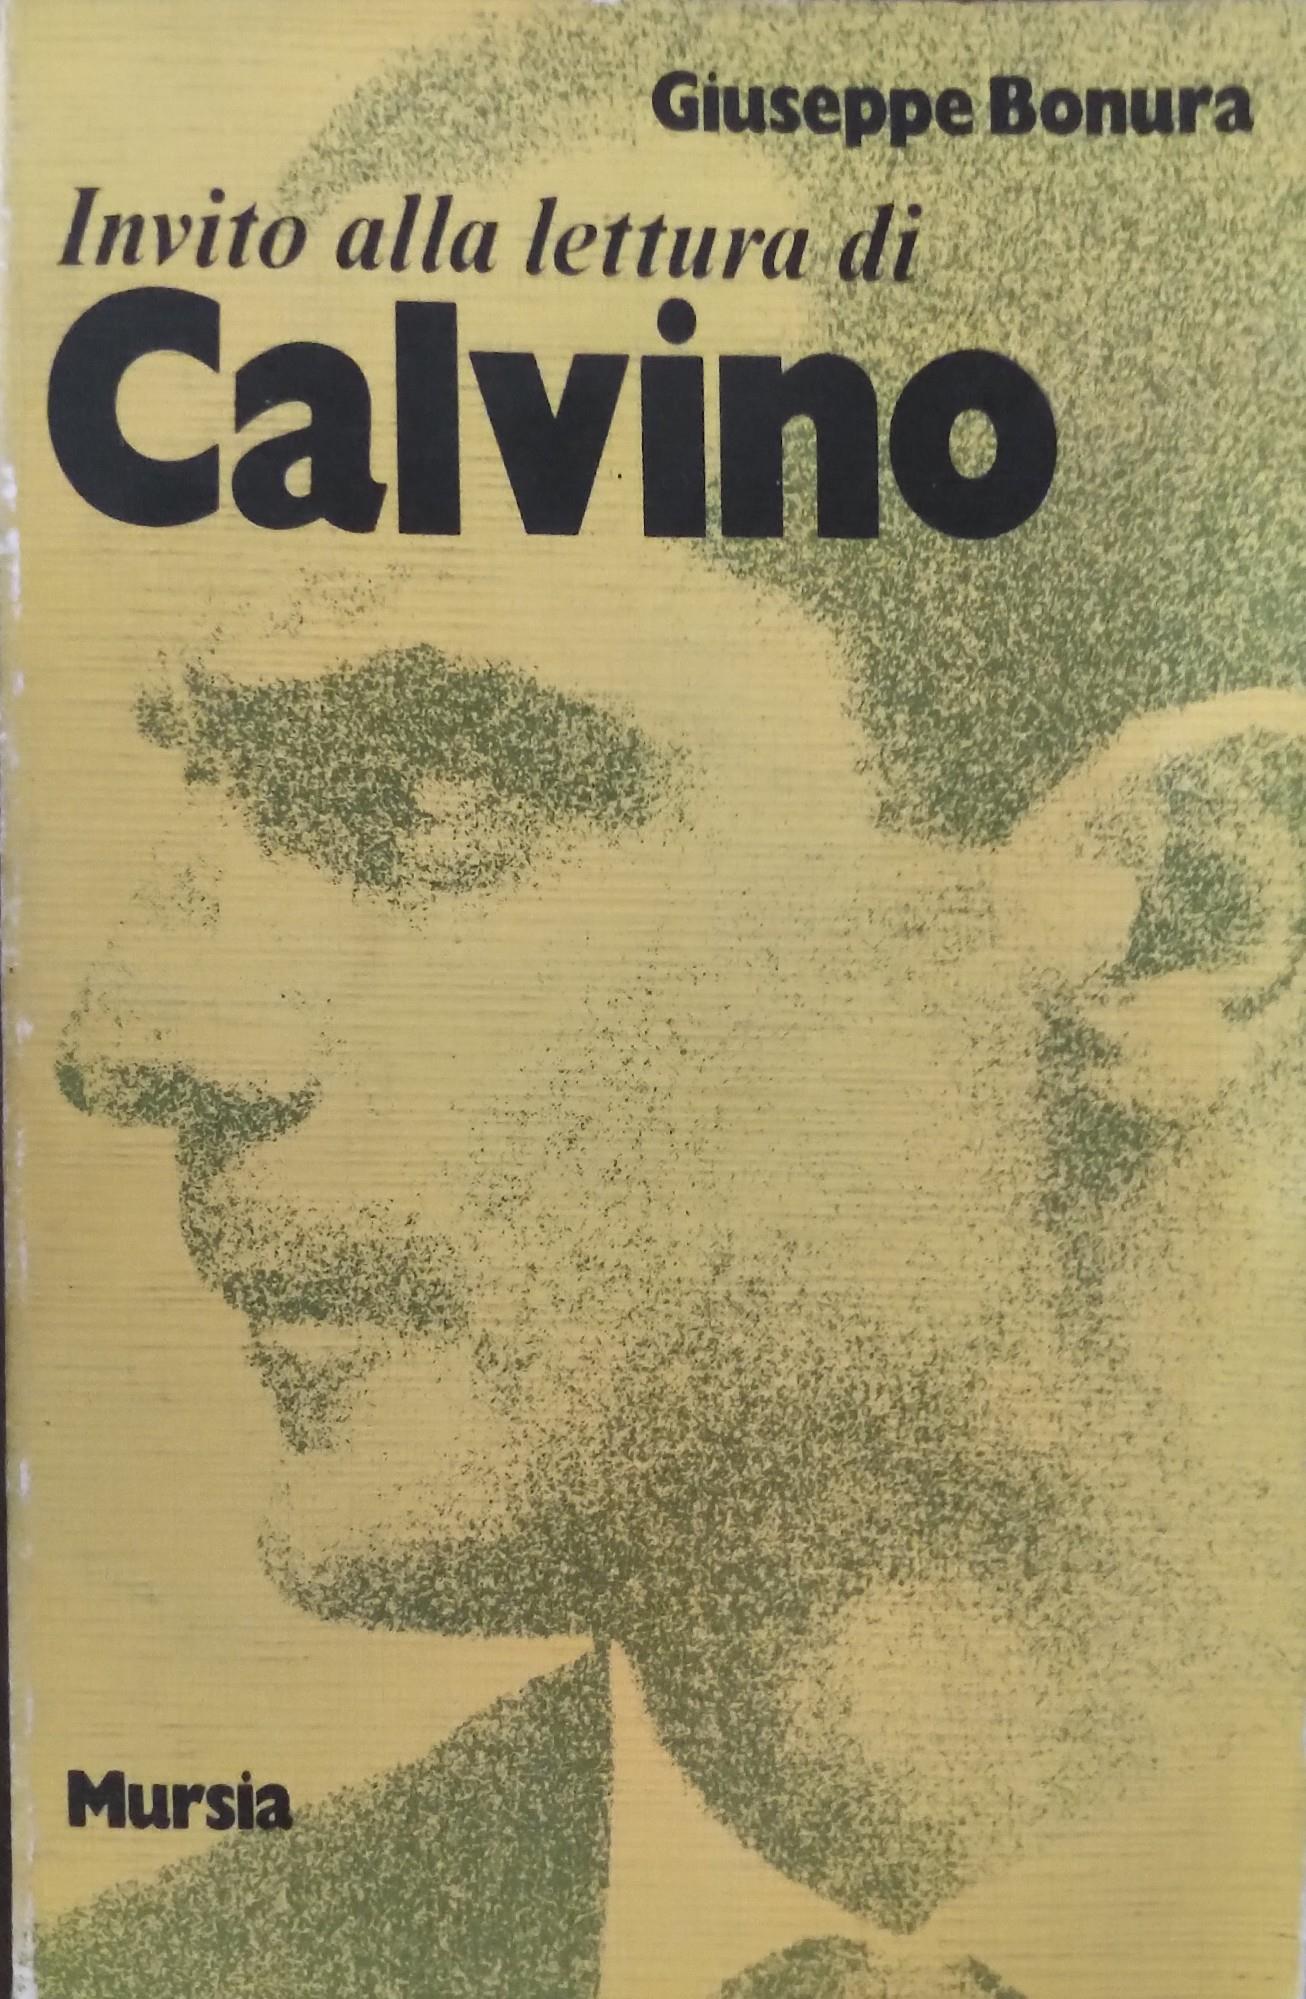 Giuseppe Bonura
Invito alla lettura di
Calvino
Mursia